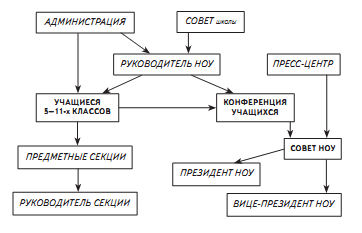 АДМИНИСТРАЦИЯ
СОВЕТ школы
РУКОВОДИТЕЛЬ НОУ
ПРЕСС-ЦЕНТР
УЧАЩИЕСЯ
5—11-х КЛАССОВ
КОНФЕРЕНЦИЯ
УЧАЩИХСЯ
ПРЕДМЕТНЫЕ СЕКЦИИ
СОВЕТ НОУ
ПРЕЗИДЕНТ НОУ
РУКОВОДИТЕЛЬ СЕКЦИИ
ВИЦЕ-ПРЕЗИДЕНТ НОУ